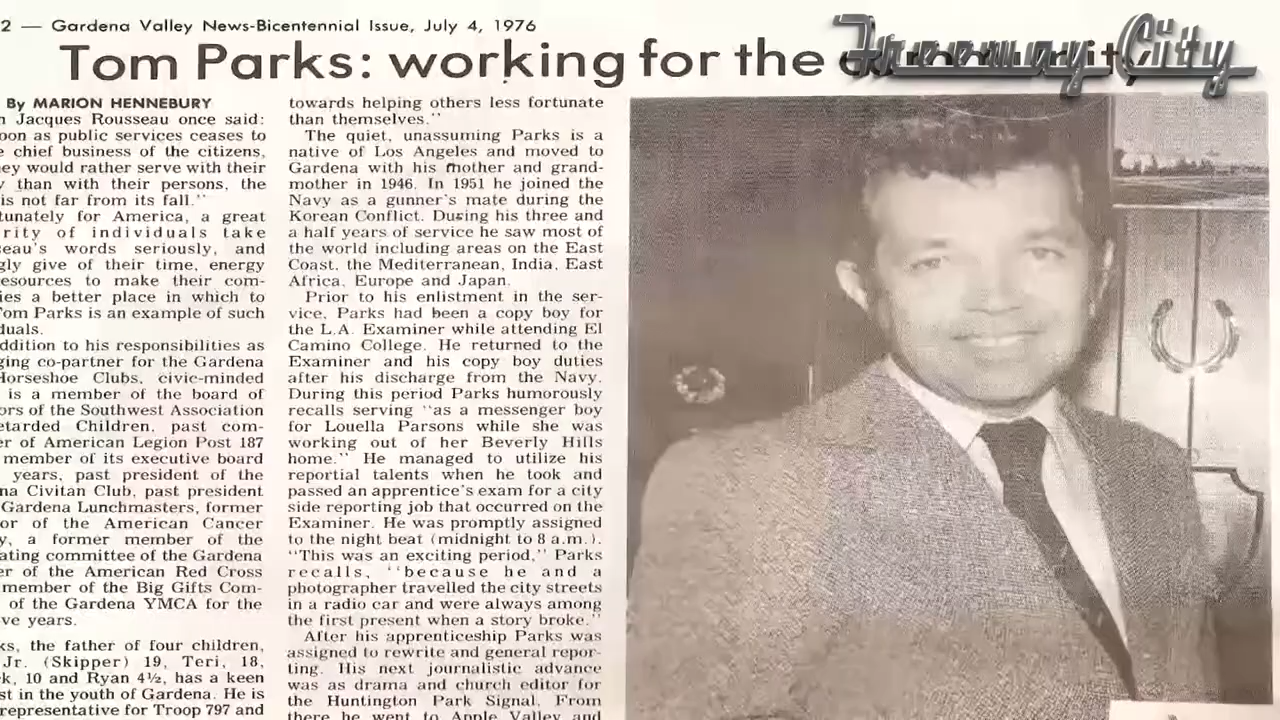 2 — Gardena Valley News-Bicentennial Issue, July 4, 1976
Freeway City
Tom Parks: working for the
By MARION HENNEBURY
Jacques Rousseau once said:
oon as public services ceases to
chief business of the citizens,
ey would rather serve with their
than with their persons, the
is not far from its fall.''
tunately for America, a great
rity of individuals take
eau's words seriously, and
gly give of their time, energy
esources to make their com-
ies a better place in which to
Tom Parks is an example of such
duals.
ddition to his responsibilities as
ging co-partner for the Gardena
Horseshoe Clubs, civic-minded
is a member of the board of
ors of the Southwest Association
etarded Children, past com-
er of American Legion Post 187
member of its executive board
years, past president of the
na Civitan Club, past president
Gardena Lunchmasters, former
or of the American Cancer
y, a former member of the
ating committee of the Gardena
er of the American Red Cross
member of the Big Gifts Com-
of the Gardena YMCA for the
ve years.
ks, the father of four children,
Jr. (Skipper) 19, Teri, 18,
k, 10 and Ryan 4½, has a keen
st in the youth of Gardena. He is
representative for Troop 797 and
towards helping others less fortunate
than themselves.''
The quiet, unassuming Parks is a
native of Los Angeles and moved to
Gardena with his mother and grand-
mother in 1946. In 1951 he joined the
Navy as a gunner's mate during the
Korean Conflict. During his three and
a half years of service he saw most of
the world including areas on the East
Coast, the Mediterranean, India, East
Africa, Europe and Japan.
Prior to his enlistment in the ser-
vice, Parks had been a copy boy for
the L.A. Examiner while attending El
Camino College. He returned to the
Examiner and his copy boy duties
after his discharge from the Navy.
During this period Parks humorously
recalls serving ''as a messenger boy
for Louella Parsons while she was
working out of her Beverly Hills
home.'' He managed to utilize his
reportial talents when he took and
passed an apprentice's exam for a city
side reporting job that occurred on the
Examiner. He was promptly assigned
to the night beat (midnight to 8 a.m.).
''This was an exciting period,'' Parks
recalls, ''because he and a
photographer travelled the city streets
in a radio car and were always among
the first present when a story broke.''
After his apprenticeship Parks was
assigned to rewrite and general repor-
ting. His next journalistic advance
was as drama and church editor for
the Huntington Park Signal. From
there he went to Apple Valley and